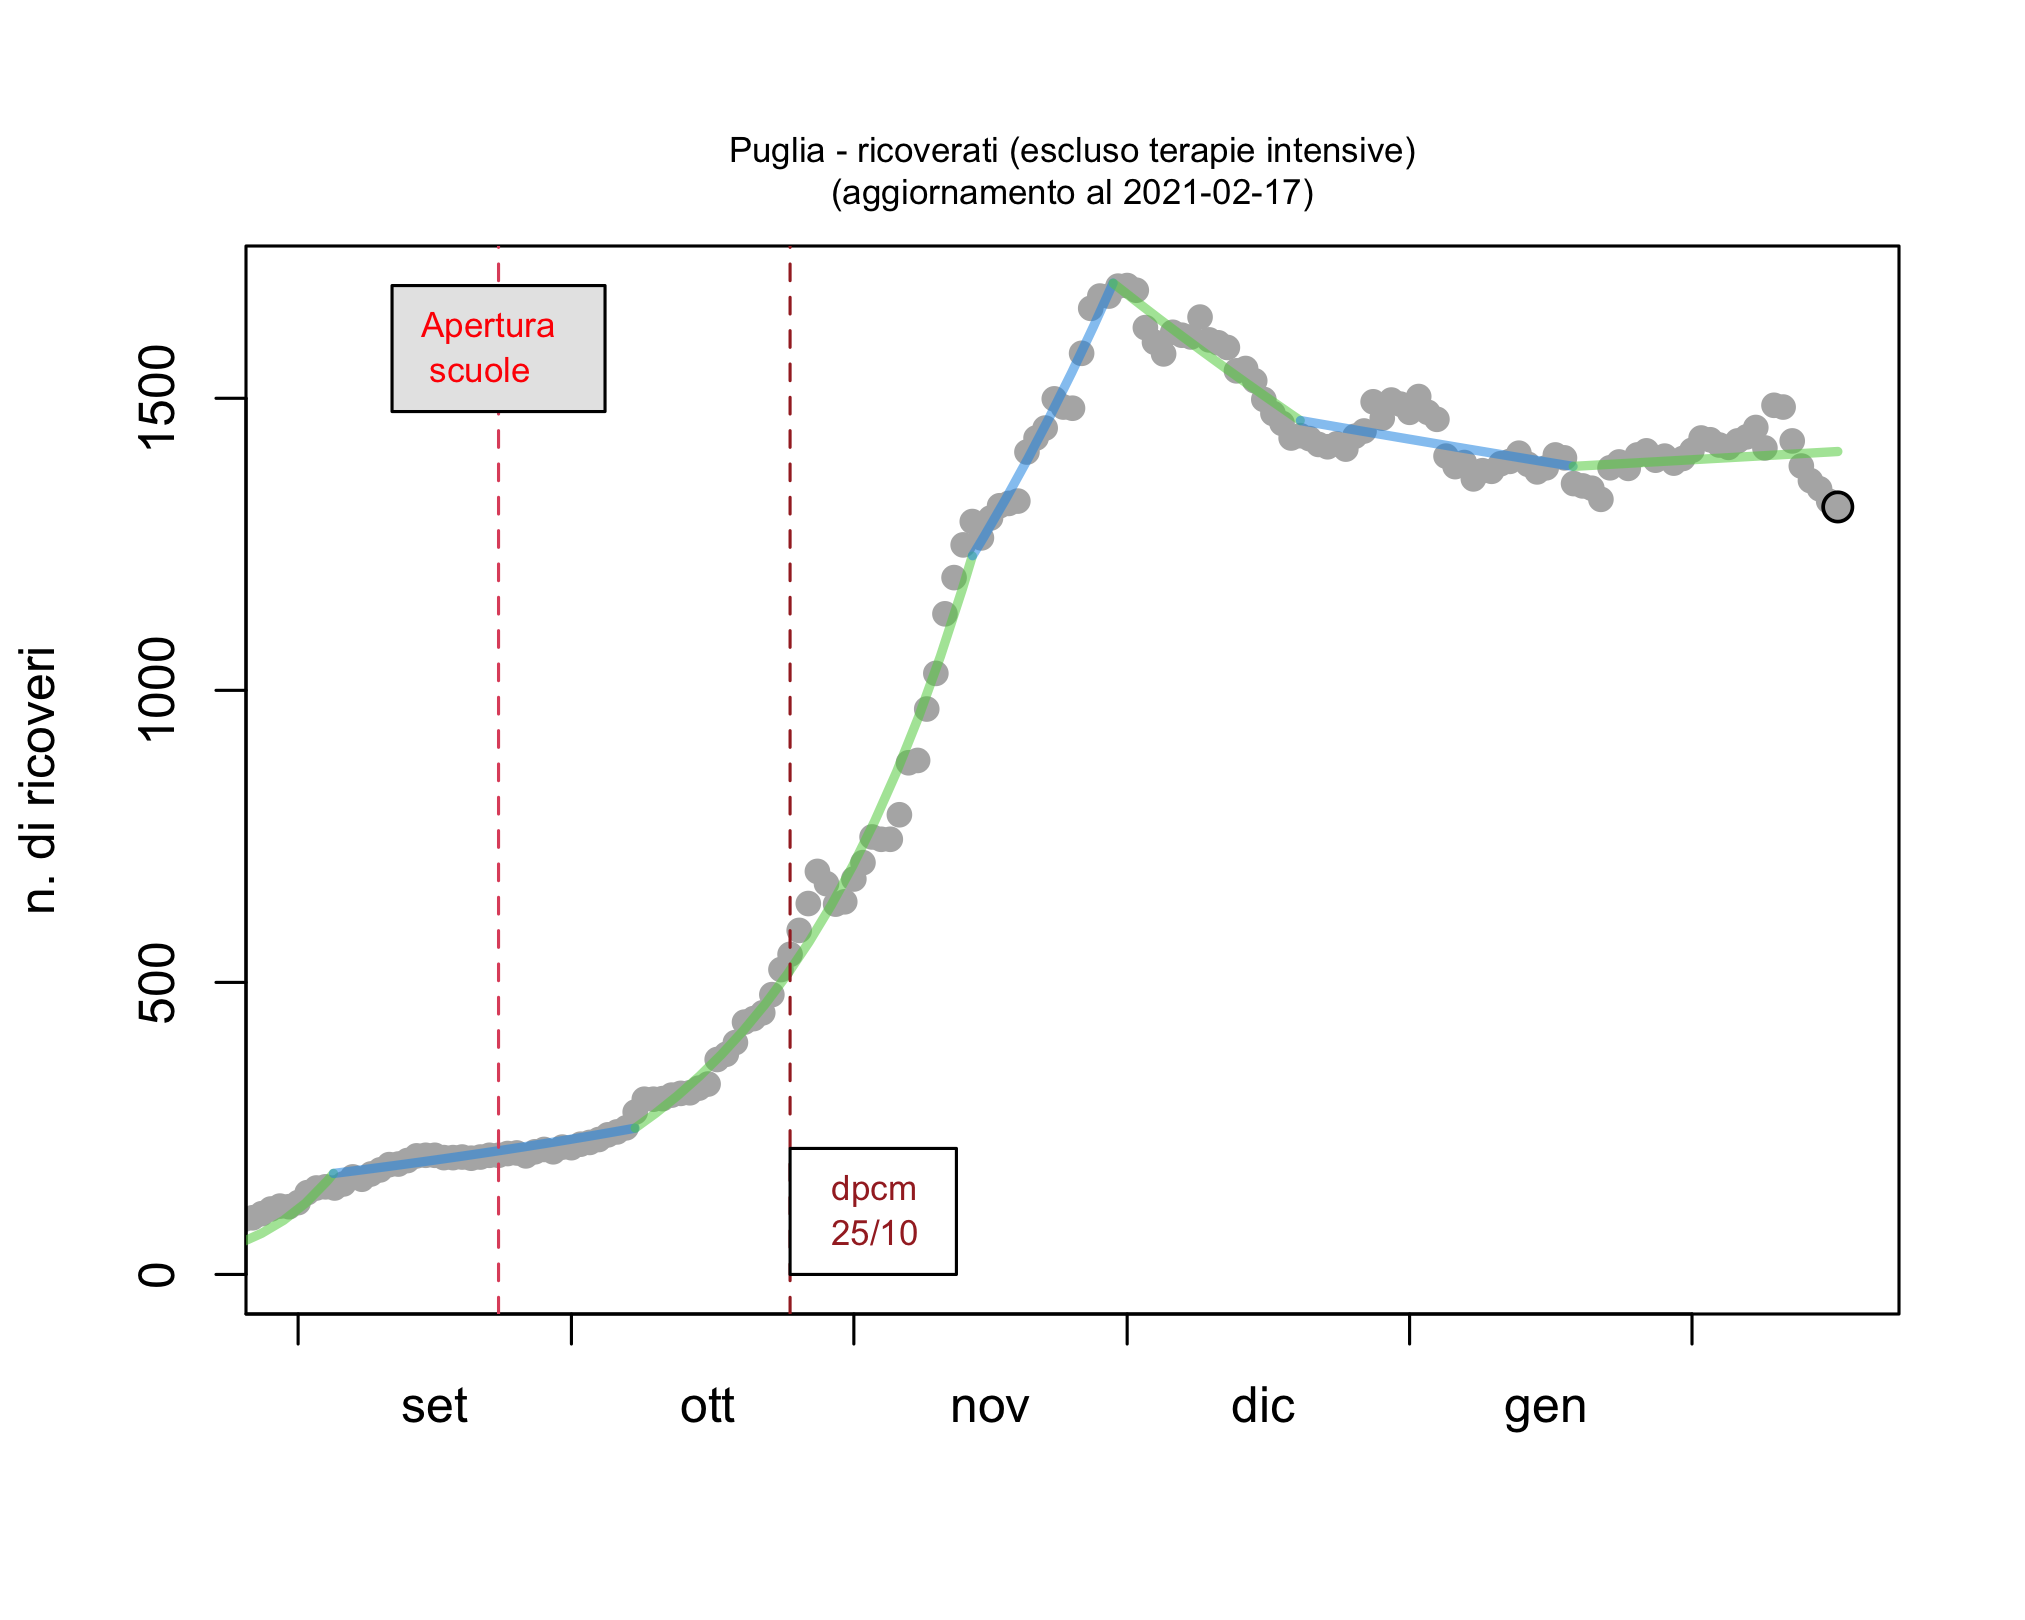 Puglia - ricoverati (escluso terapie intensive)
(aggiornamento al 2021-02-17)
Apertura
scuole
1500
1000
500
0
n. di ricoveri
dpcm
25/10
set
ott
nov
dic
gen